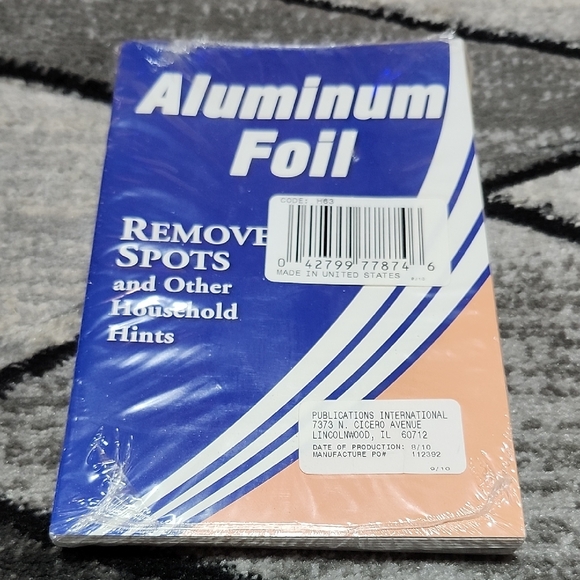 Aluminum
Foil
CODE: H63
REMOVE
SPOTS
and Other
Household
Hints
0 42799 77874 6
MADE IN UNITED STATES
PUBLICATIONS INTERNATIONAL
7373 N. CICERO AVENUE
LINCOLNWOOD, IL 60712
DATE OF PRODUCTION: 8/10
MANUFACTURE PO# 112392
9/10